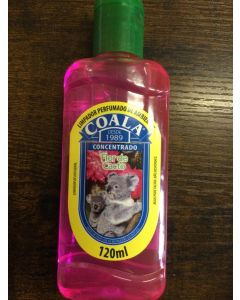 LIMPADOR PERFUMADO DE AMBIENTES
COALA
DESDE
1989
CONCENTRADO
Flor de
Cacto
120ml